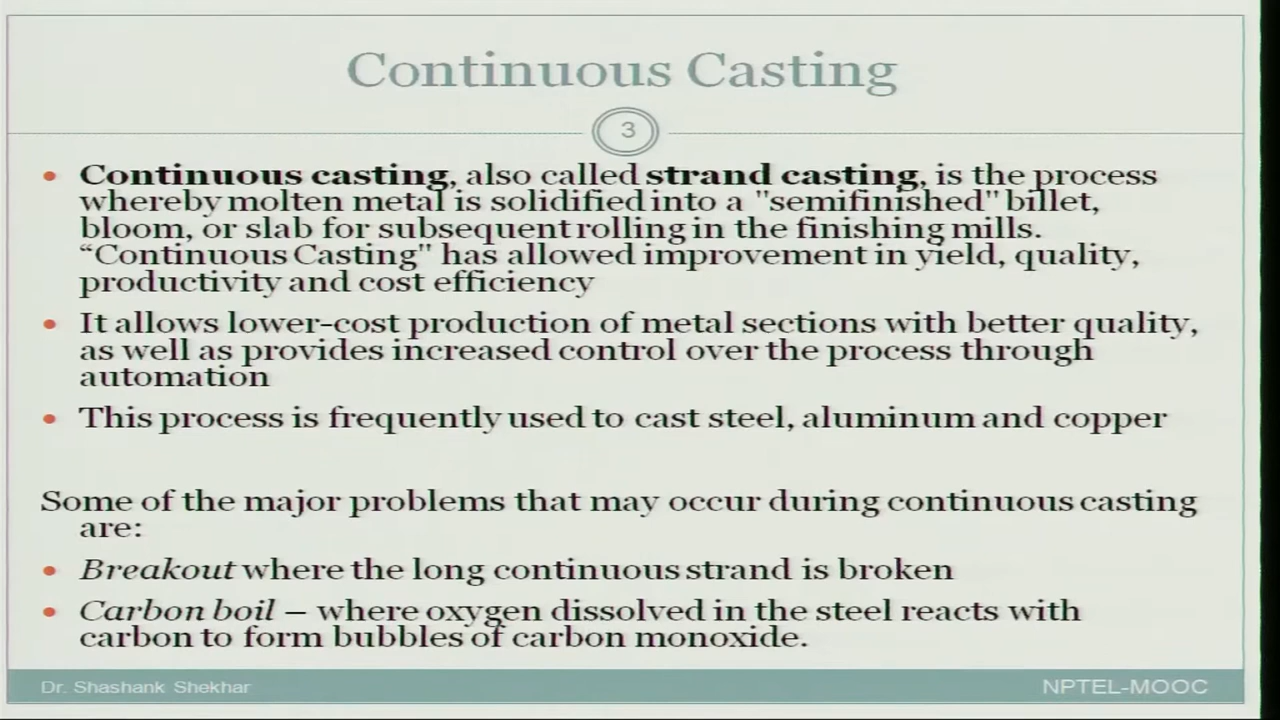 Continuous Casting
3
• Continuous casting, also called strand casting, is the process
whereby molten metal is solidified into a "semifinished" billet,
bloom, or slab for subsequent rolling in the finishing mills.
“Continuous Casting" has allowed improvement in yield, quality,
productivity and cost efficiency
• It allows lower-cost production of metal sections with better quality,
as well as provides increased control over the process through
automation
• This process is frequently used to cast steel, aluminum and copper
Some of the major problems that may occur during continuous casting
are:
• Breakout where the long continuous strand is broken
• Carbon boil – where oxygen dissolved in the steel reacts with
carbon to form bubbles of carbon monoxide.
Dr. Shashank Shekhar
NPTEL-MOOC